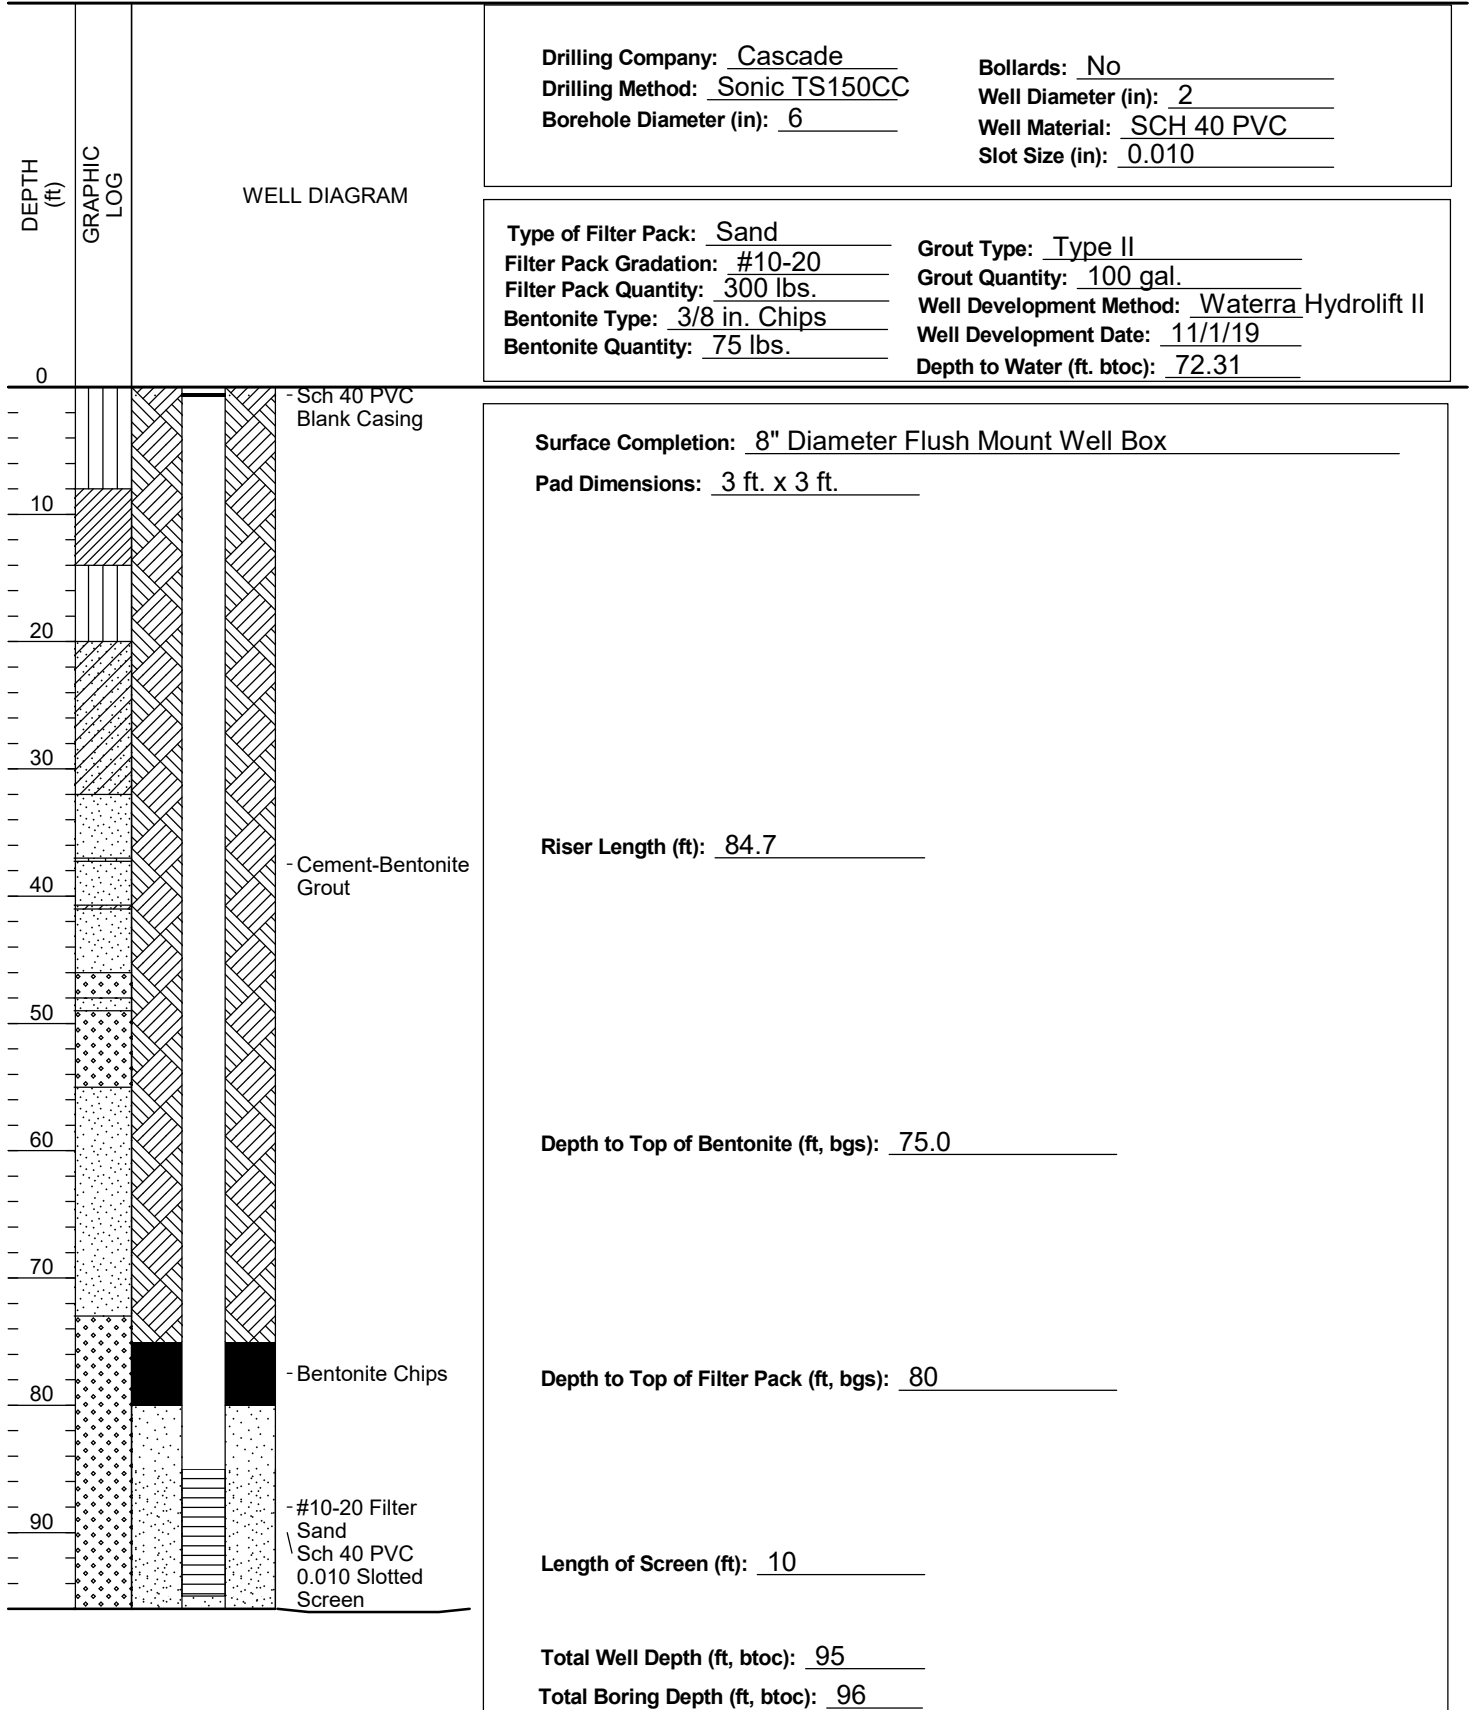 DEPTH
(ft)
GRAPHIC
LOG
WELL DIAGRAM
Drilling Company: Cascade
Drilling Method: Sonic TS150CC
Borehole Diameter (in): 6
Bollards: No
Well Diameter (in): 2
Well Material: SCH 40 PVC
Slot Size (in): 0.010
Type of Filter Pack: Sand
Filter Pack Gradation: #10-20
Filter Pack Quantity: 300 lbs.
Bentonite Type: 3/8 in. Chips
Bentonite Quantity: 75 lbs.
Grout Type: Type II
Grout Quantity: 100 gal.
Well Development Method: Waterra Hydrolift II
Well Development Date: 11/1/19
Depth to Water (ft. btoc): 72.31
0
10
20
30
40
50
60
70
80
90
Sch 40 PVC
Blank Casing
Cement-Bentonite
Grout
Bentonite Chips
#10-20 Filter
Sand
Sch 40 PVC
0.010 Slotted
Screen
Surface Completion: 8" Diameter Flush Mount Well Box
Pad Dimensions: 3 ft. x 3 ft.
Riser Length (ft): 84.7
Depth to Top of Bentonite (ft, bgs): 75.0
Depth to Top of Filter Pack (ft, bgs): 80
Length of Screen (ft): 10
Total Well Depth (ft, btoc): 95
Total Boring Depth (ft, btoc): 96